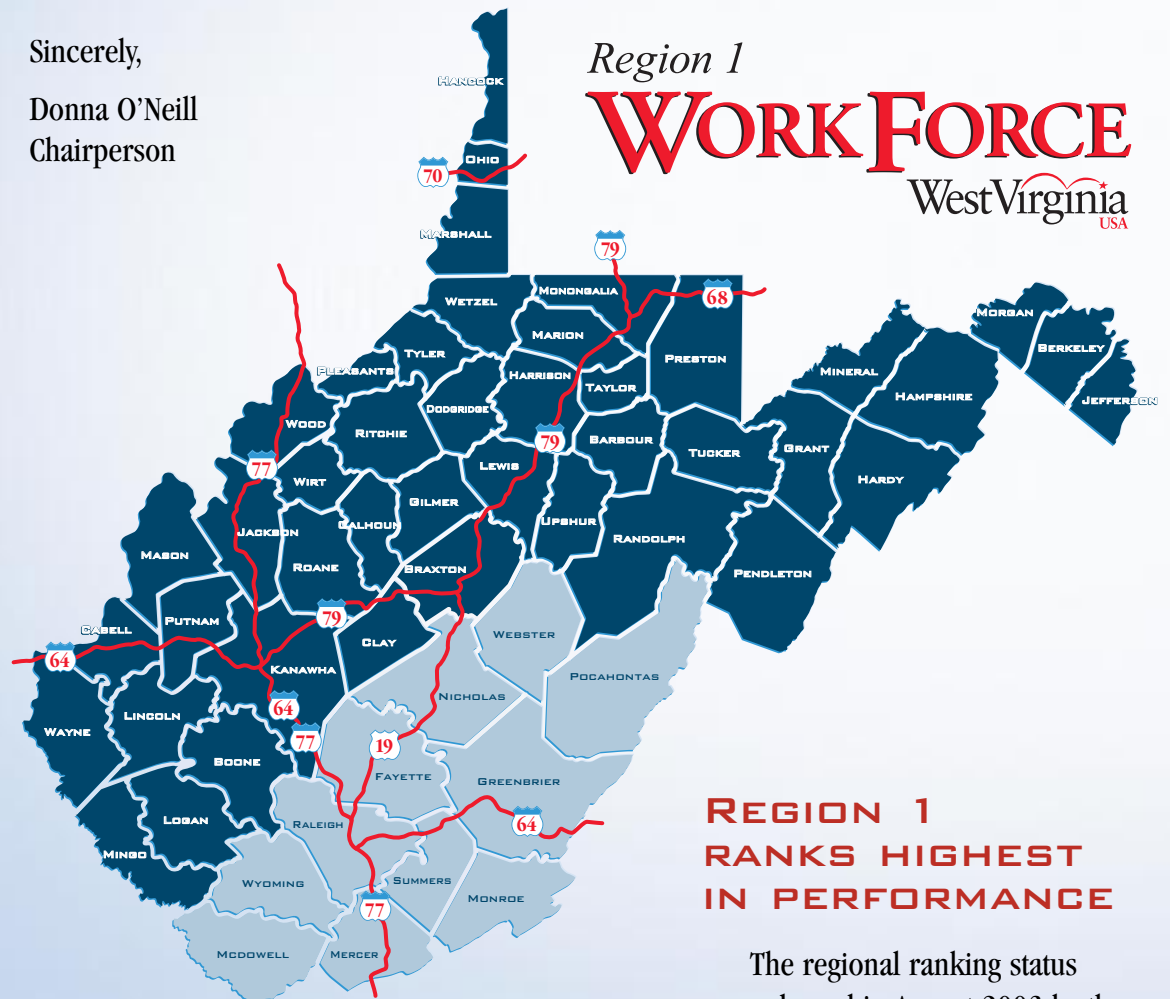 Sincerely,
Donna O'Neill
Chairperson
Region 1
WORKFORCE
West Virginia
USA
HANCOCK
OHIO
70
MARSHALL
79
WETZEL
MONONGALIA
68
MARION
MORGAN
TYLER
PRESTON
BERKELEY
PLEASANTS
HARRISON
TAYLOR
MINERAL
HAMPSHIRE
JEFFERSON
DODGRIDGE
WOOD
RITCHIE
79
BARBOUR
TUCKER
GRANT
77
LEWIS
HARDY
WIRT
GILMER
CALHOUN
UPSHUR
JACKSON
RANDOLPH
MASON
ROANE
BRAXTON
PENDLETON
79
PUTNAM
CABELL
CLAY
WEBSTER
64
KANAWHA
POCAHONTAS
NICHOLAS
64
LINCOLN
WAYNE
77
19
BOONE
FAYETTE
GREENBRIER
LOGAN
RALEIGH
64
MINGO
WYOMING
SUMMERS
MONROE
77
MCDOWELL
MERCER
REGION 1
RANKS HIGHEST
IN PERFORMANCE
The regional ranking status